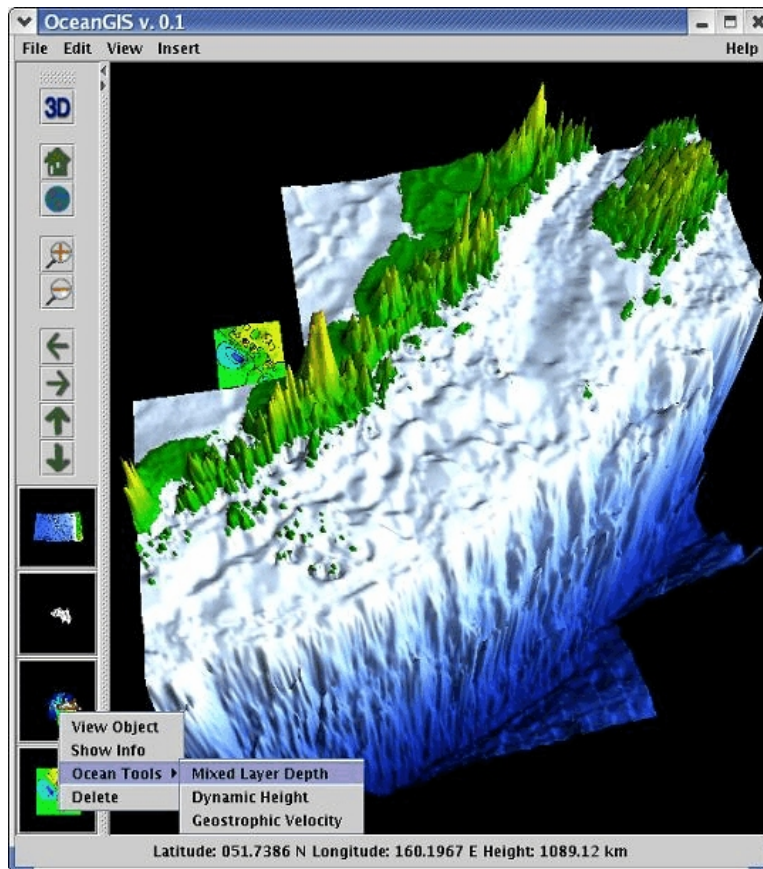 OceanGIS v. 0.1
File Edit View Insert Help
3D
View Object
Show Info
Ocean Tools
Delete
Mixed Layer Depth
Dynamic Height
Geostrophic Velocity
Latitude: 051.7386 N Longitude: 160.1967 E Height: 1089.12 km